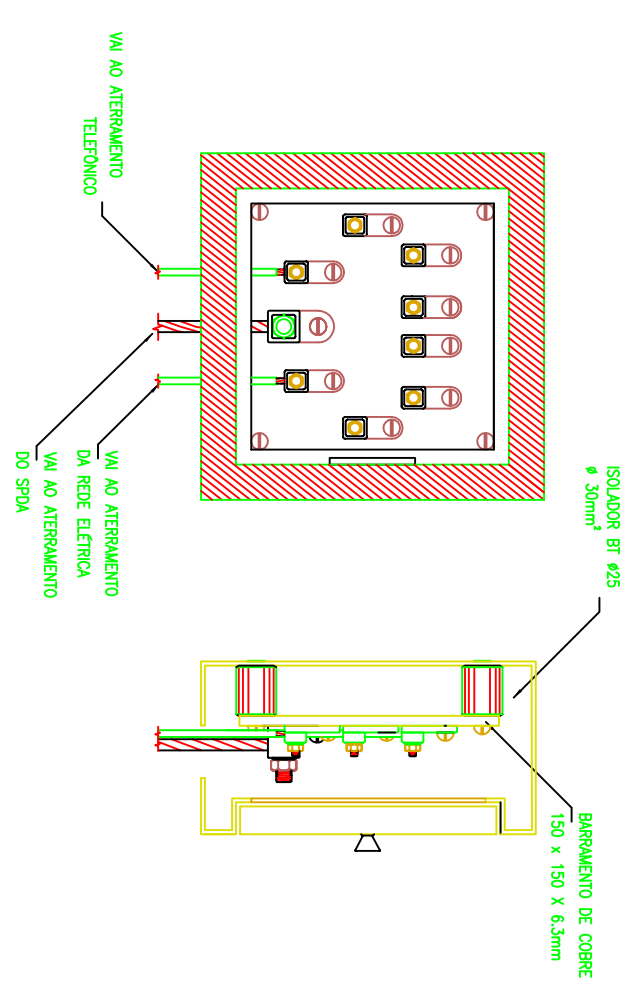 VAI AO ATERRAMENTO
TELEFÔNICO
VAI AO ATERRAMENTO
DA REDE ELÉTRICA
VAI AO ATERRAMENTO
DO SPDA
ISOLADOR BT ø25
ø 30mm²
BARRAMENTO DE COBRE
150 x 150 X 6.3mm